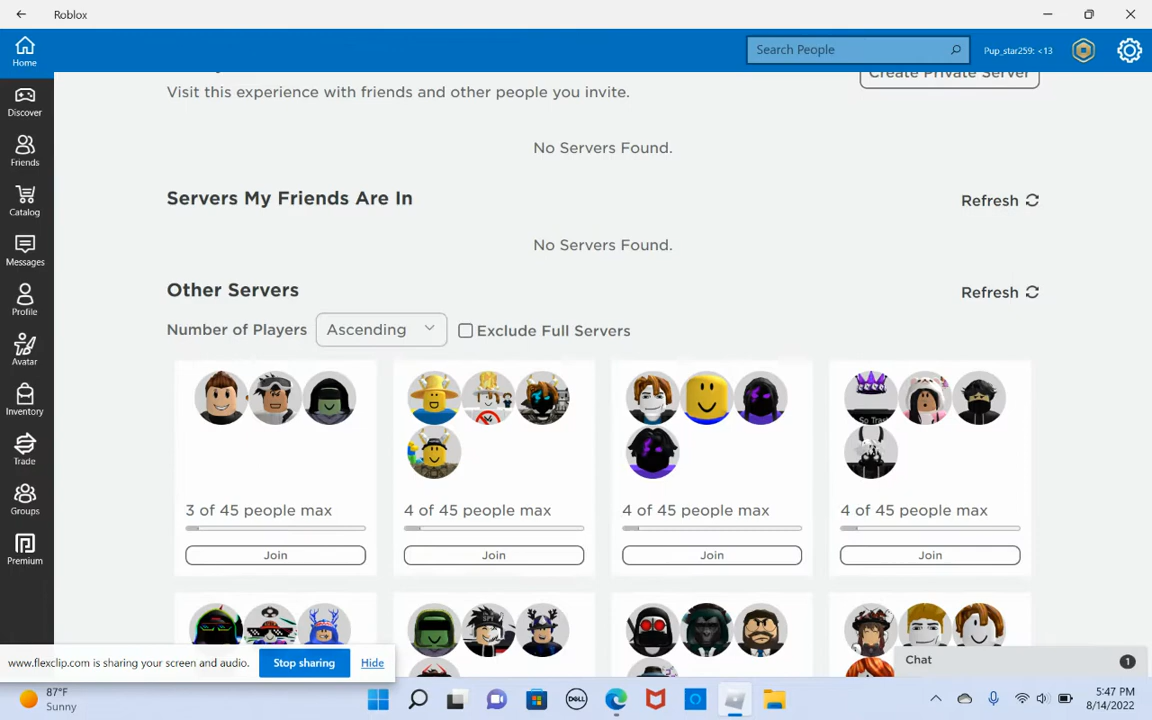 Roblox
Home
Search People
Pup_star259: <13
Create Private Server
Visit this experience with friends and other people you invite.
No Servers Found.
Discover
Friends
Catalog
Messages
Profile
Avatar
Inventory
Trade
Groups
Premium
Servers My Friends Are In
Refresh
No Servers Found.
Other Servers
Refresh
Number of Players
Ascending
Exclude Full Servers
3 of 45 people max
4 of 45 people max
4 of 45 people max
4 of 45 people max
Join
Join
Join
Join
www.flexclip.com is sharing your screen and audio.
Stop sharing
Hide
Chat
1
87°F
Sunny
DELL
5:47 PM
8/14/2022